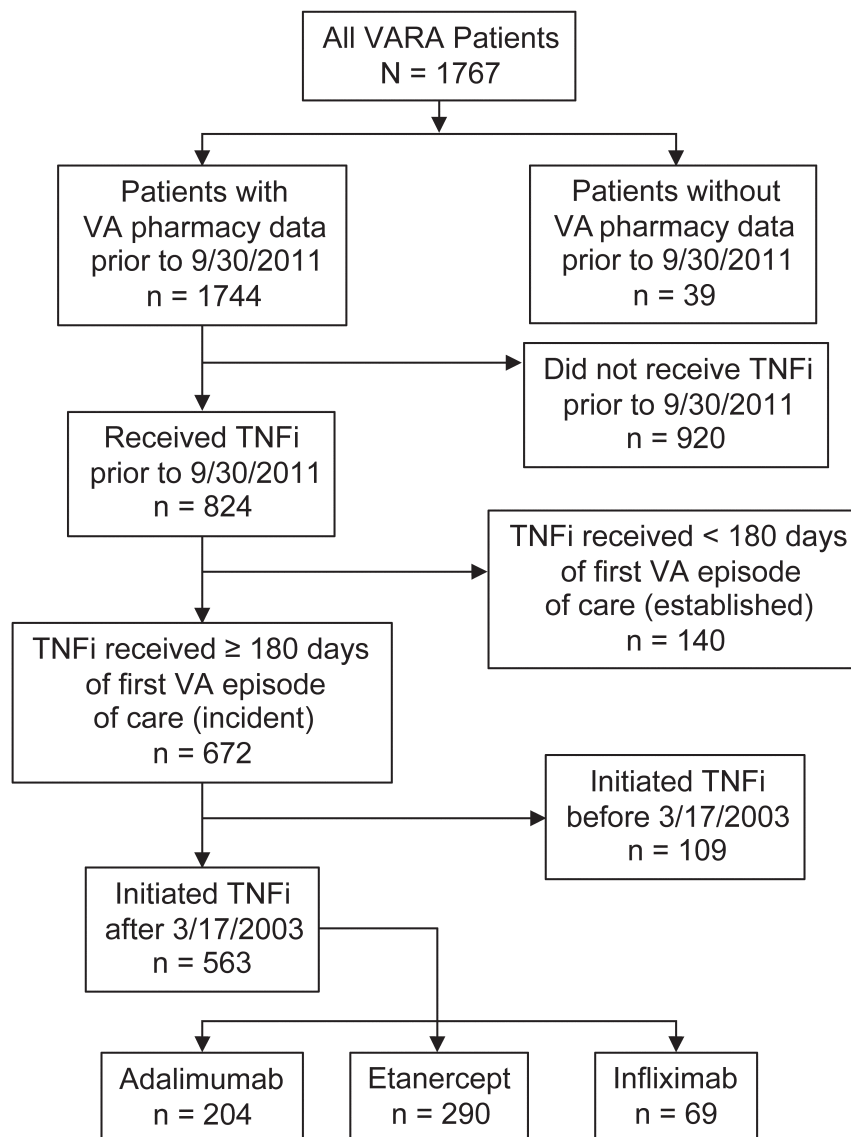 All VARA Patients
N = 1767
Patients with
VA pharmacy data
prior to 9/30/2011
n = 1744
Patients without
VA pharmacy data
prior to 9/30/2011
n = 39
Did not receive TNFi
prior to 9/30/2011
n = 920
Received TNFi
prior to 9/30/2011
n = 824
TNFi received < 180 days
of first VA episode
of care (established)
n = 140
TNFi received ≥ 180 days
of first VA episode
of care (incident)
n = 672
Initiated TNFi
before 3/17/2003
n = 109
Initiated TNFi
after 3/17/2003
n = 563
Adalimumab
n = 204
Etanercept
n = 290
Infliximab
n = 69